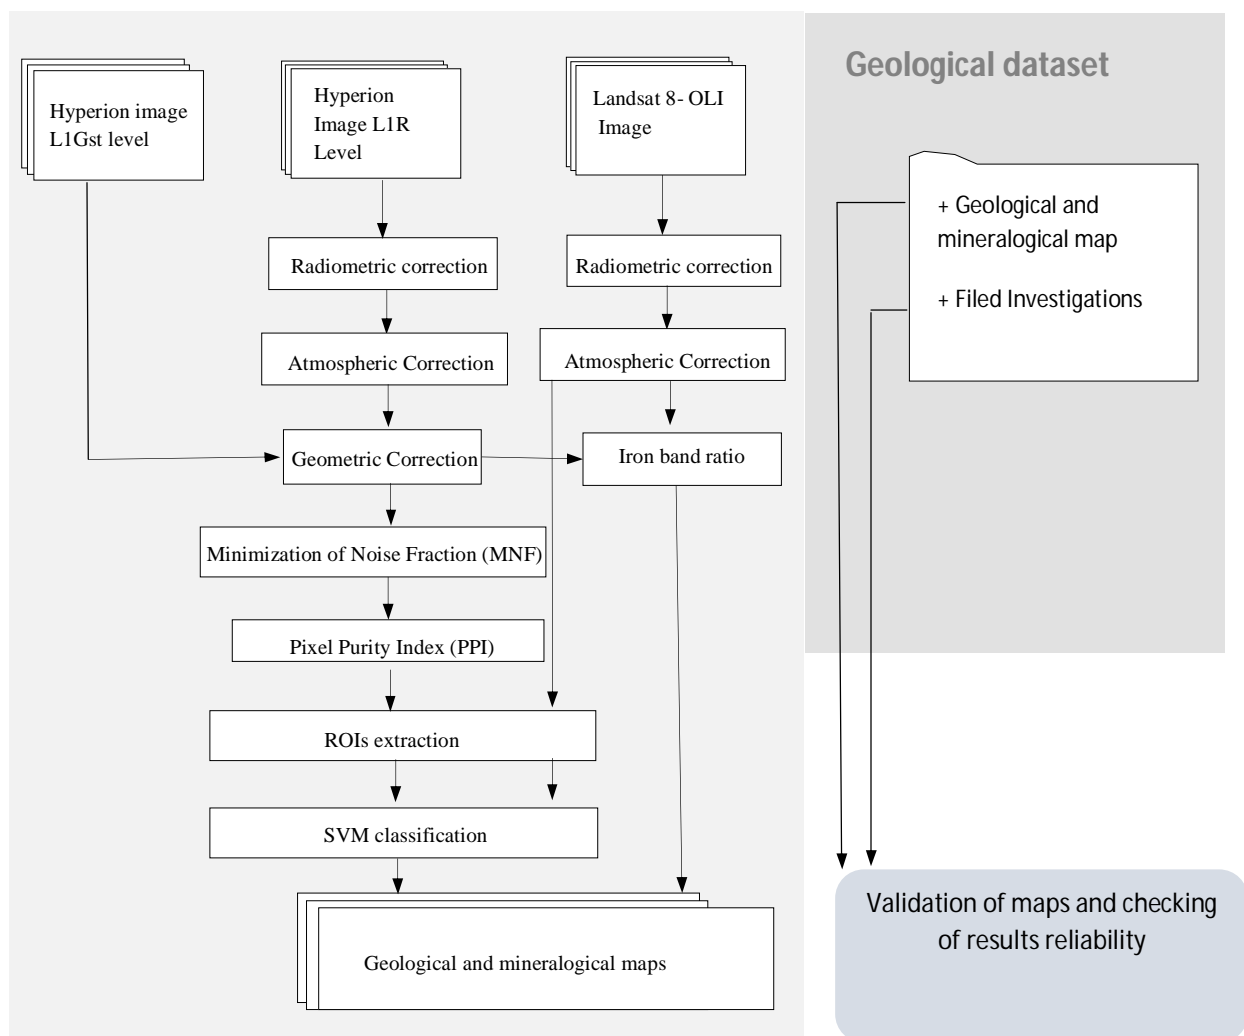 Hyperion image
L1Gst level
Hyperion
Image L1R
Level
Landsat 8- OLI
Image
Geological dataset
+ Geological and
mineralogical map
+ Filed Investigations
Radiometric correction
Radiometric correction
Atmospheric Correction
Atmospheric Correction
Geometric Correction
Iron band ratio
Minimization of Noise Fraction (MNF)
Pixel Purity Index (PPI)
ROIs extraction
SVM classification
Geological and mineralogical maps
Validation of maps and checking
of results reliability